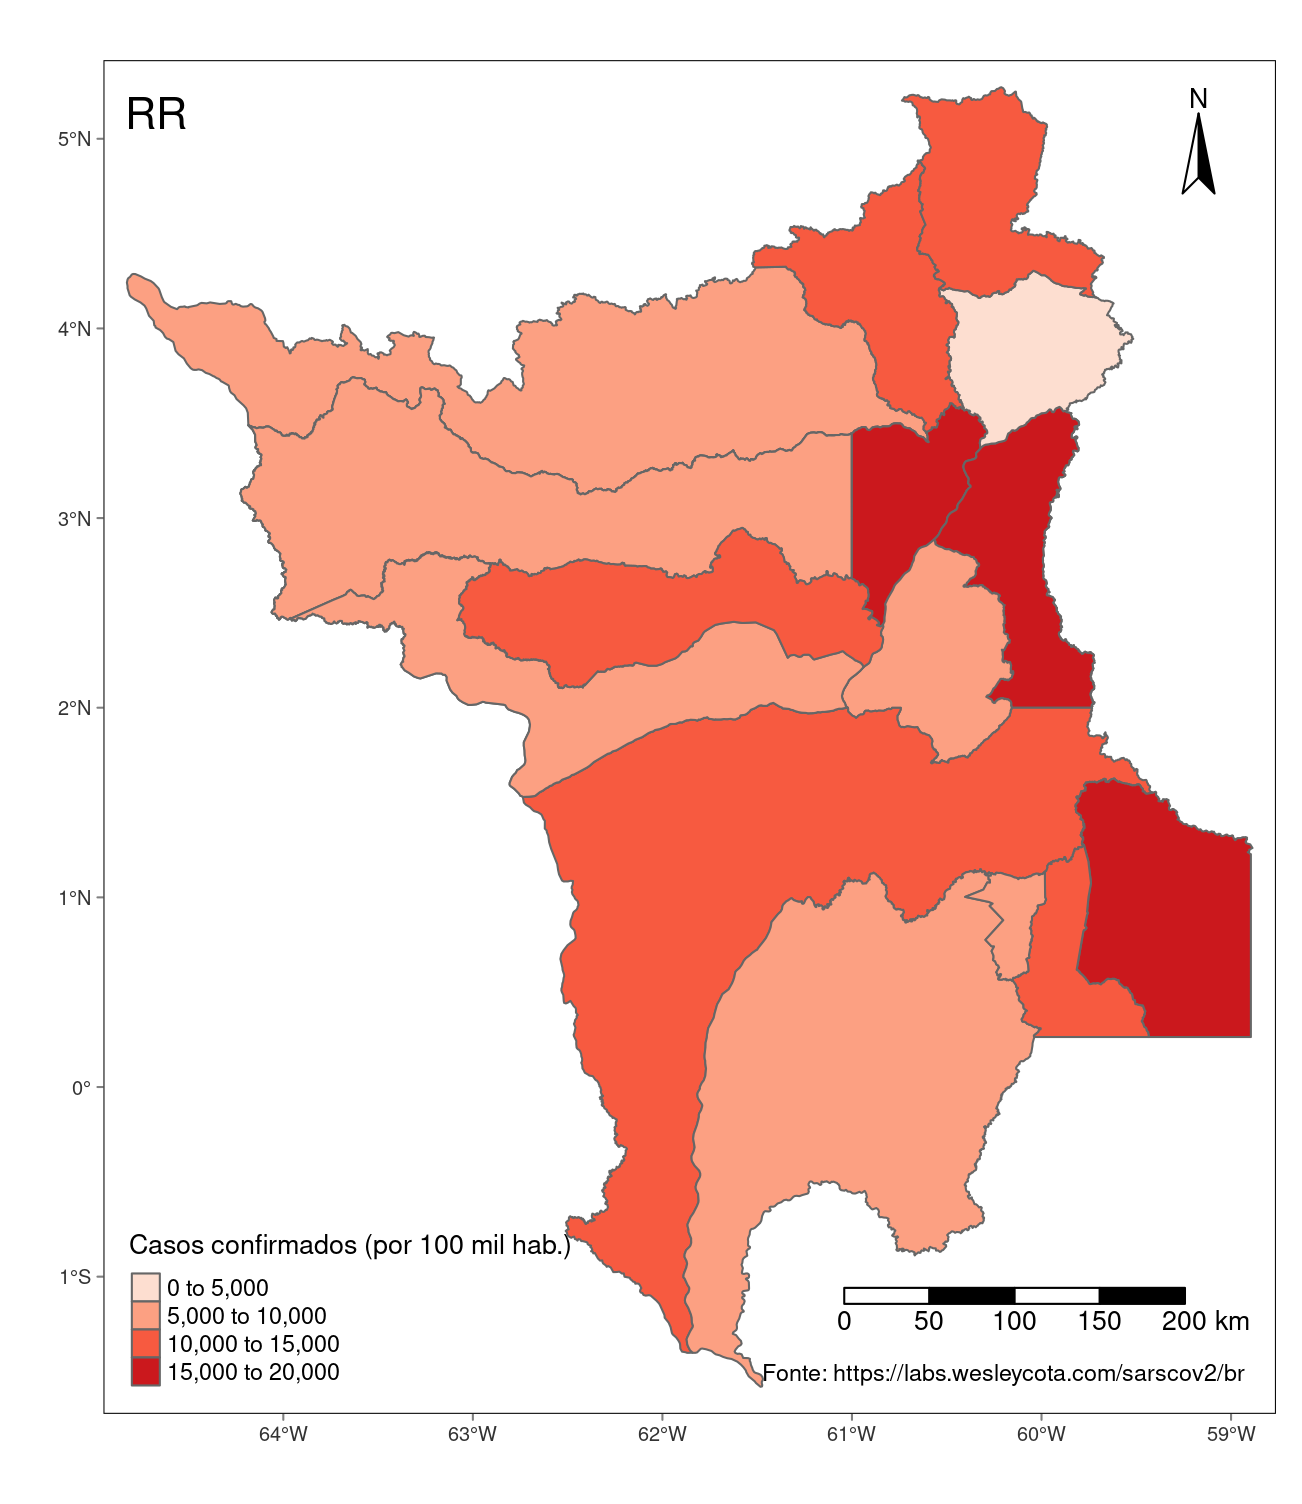 RR
N
5°N
4°N
3°N
2°N
1°N
0°
1°S
Casos confirmados (por 100 mil hab.)
0 to 5,000
5,000 to 10,000
10,000 to 15,000
15,000 to 20,000
0 50 100 150 200 km
Fonte: https://labs.wesleycota.com/sarscov2/br
64°W 63°W 62°W 61°W 60°W 59°W